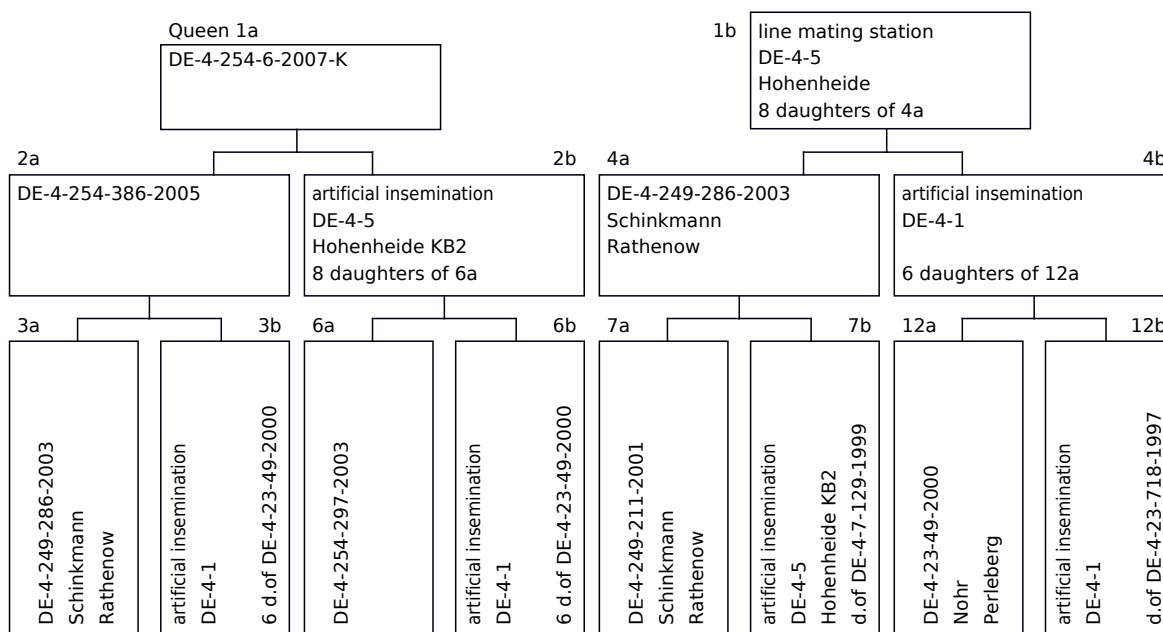 Queen 1a
DE-4-254-6-2007-K
1b
line mating station
DE-4-5
Hohenheide
8 daughters of 4a
2a
DE-4-254-386-2005
2b
artificial insemination
DE-4-5
Hohenheide KB2
8 daughters of 6a
4a
DE-4-249-286-2003
Schinkmann
Rathenow
4b
artificial insemination
DE-4-1
6 daughters of 12a
3a
DE-4-249-286-2003
Schinkmann
Rathenow
3b
artificial insemination
DE-4-1
6 d.of DE-4-23-49-2000
6a
DE-4-254-297-2003
6b
artificial insemination
DE-4-1
6 d.of DE-4-23-49-2000
7a
DE-4-249-211-2001
Schinkmann
Rathenow
7b
artificial insemination
DE-4-5
Hohenheide KB2
d.of DE-4-7-129-1999
12a
DE-4-23-49-2000
Nohr
Perleberg
12b
artificial insemination
DE-4-1
d.of DE-4-23-718-1997